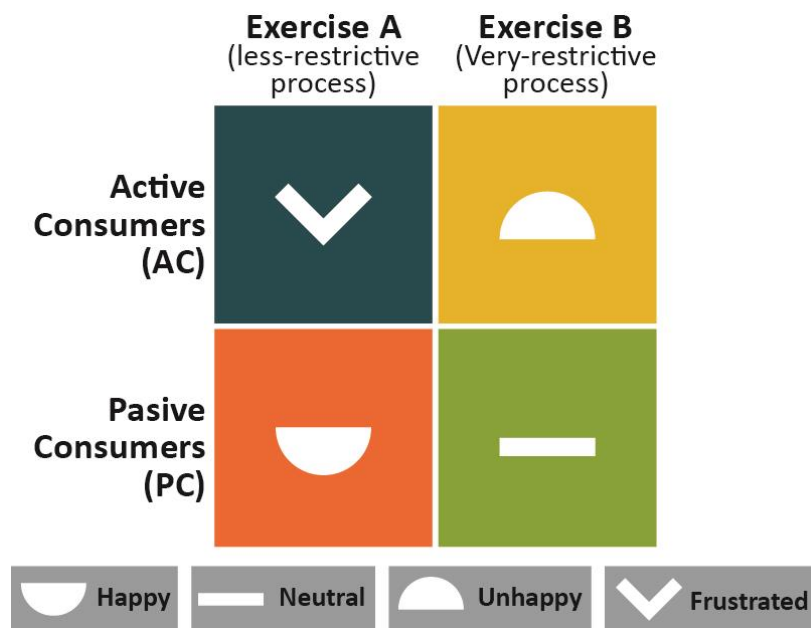 Exercise A
(less-restrictive
process)
Exercise B
(Very-restrictive
process)
Active
Consumers
(AC)
Pasive
Consumers
(PC)
Happy
Neutral
Unhappy
Frustrated